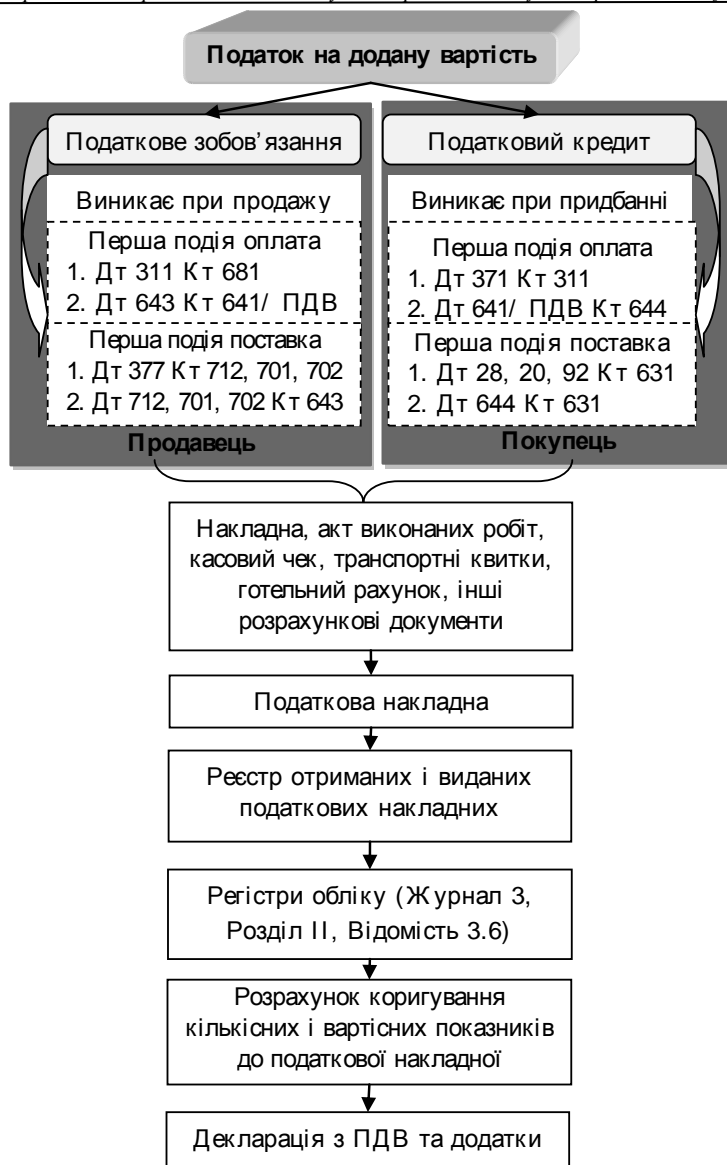 Податок на додану вартість
Податкове зобов’язання
Виникає при продажу
Перша подія оплата
1. Дт 311 Кт 681
2. Дт 643 Кт 641/ ПДВ
Перша подія поставка
1. Дт 377 Кт 712, 701, 702
2. Дт 712, 701, 702 Кт 643
Продавець
Податковий кредит
Виникає при придбанні
Перша подія оплата
1. Дт 371 Кт 311
2. Дт 641/ ПДВ Кт 644
Перша подія поставка
1. Дт 28, 20, 92 Кт 631
2. Дт 644 Кт 631
Покупець
Накладна, акт виконаних робіт,
касовий чек, транспортні квитки,
готельний рахунок, інші
розрахункові документи
Податкова накладна
Реєстр отриманих і виданих
податкових накладних
Регістри обліку (Журнал 3,
Розділ ІІ, Відомість 3.6)
Розрахунок коригування
кількісних і вартісних показників
до податкової накладної
Декларація з ПДВ та додатки